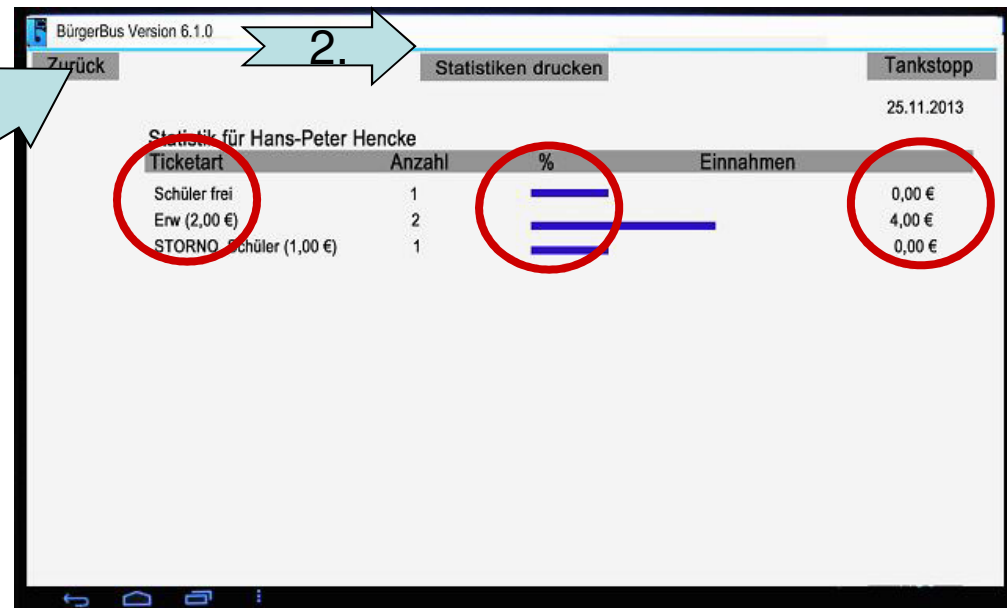 BürgerBus Version 6.1.0
2.
Zurück Statistiken drucken Tankstopp
25.11.2013
Statistik für Hans-Peter Hencke
Ticketart Anzahl % Einnahmen
Schüler frei 1 0,00 €
Erw (2,00 €) 2 4,00 €
STORNO Schüler (1,00 €) 1 0,00 €